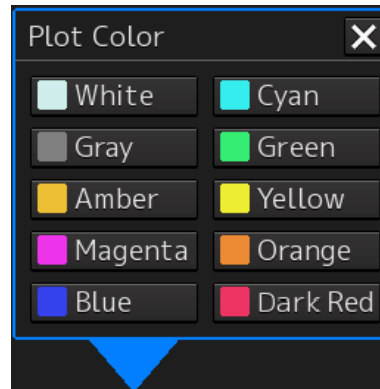 Plot Color
White Cyan
Gray Green
Amber Yellow
Magenta Orange
Blue Dark Red